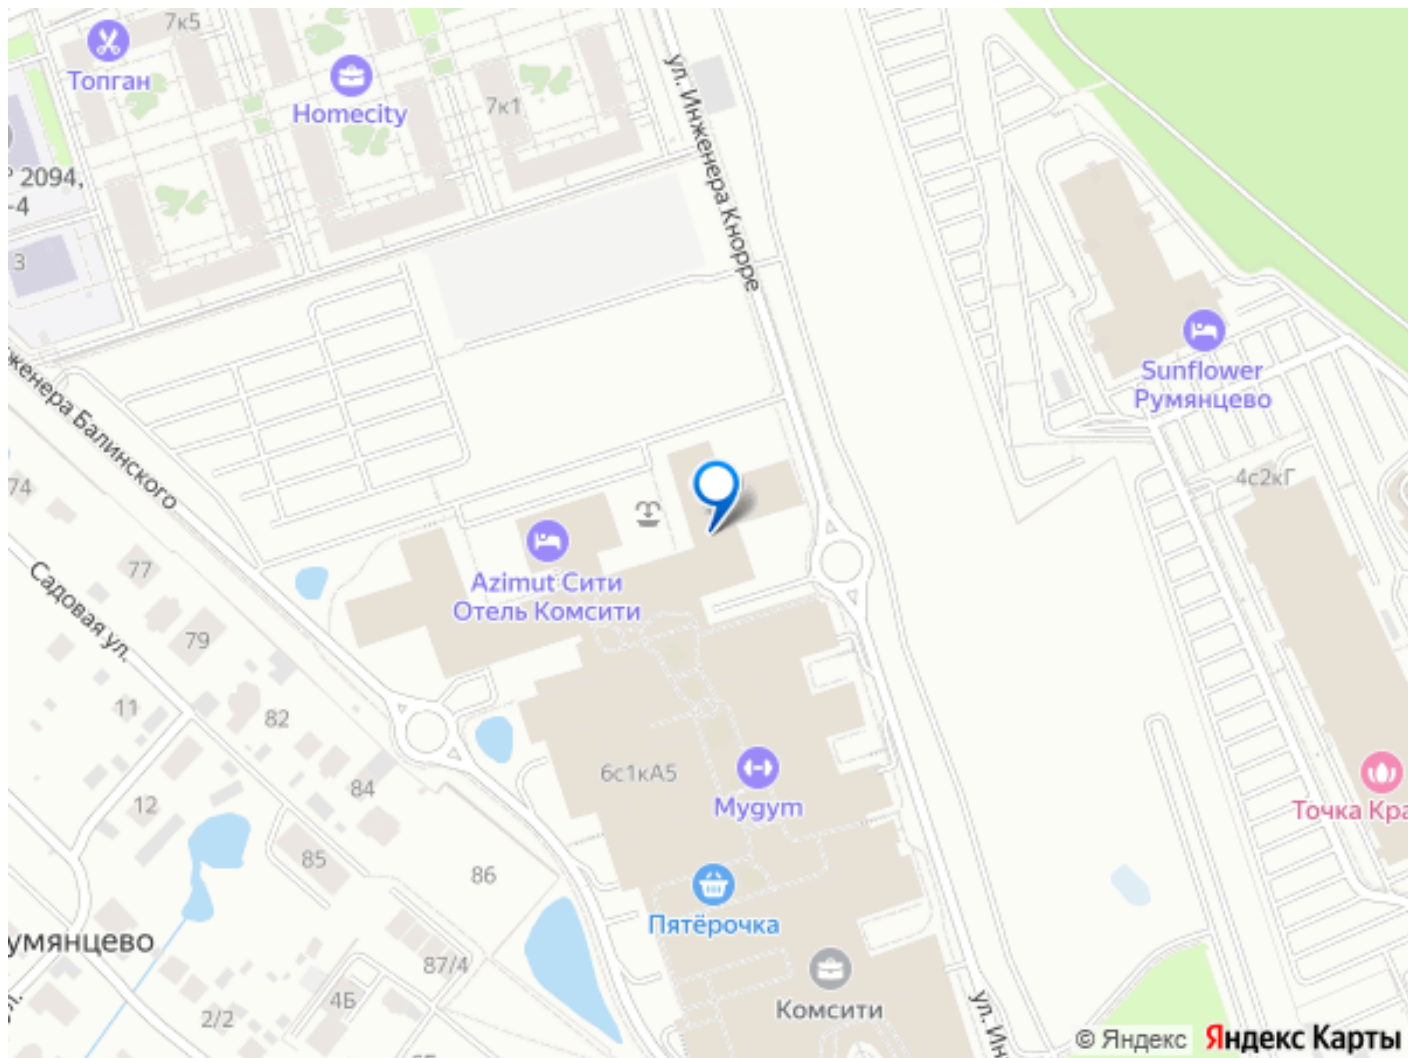 7к5
Топган
Homecity
7к1
ул. Инженера Кнорре
2094,
-4
3
Sunflower
Румянцево
женера Балинского
74
4с2кГ
77
Azimut Сити
Отель Комсити
Садовая ул.
79
11
82
6с1кА5
Mygym
84
12
Точка Кра
85
86
Пятёрочка
умянцево
87/4
4Б
Комсити
ул. Ин
2/2
© Яндекс Яндекс Карты